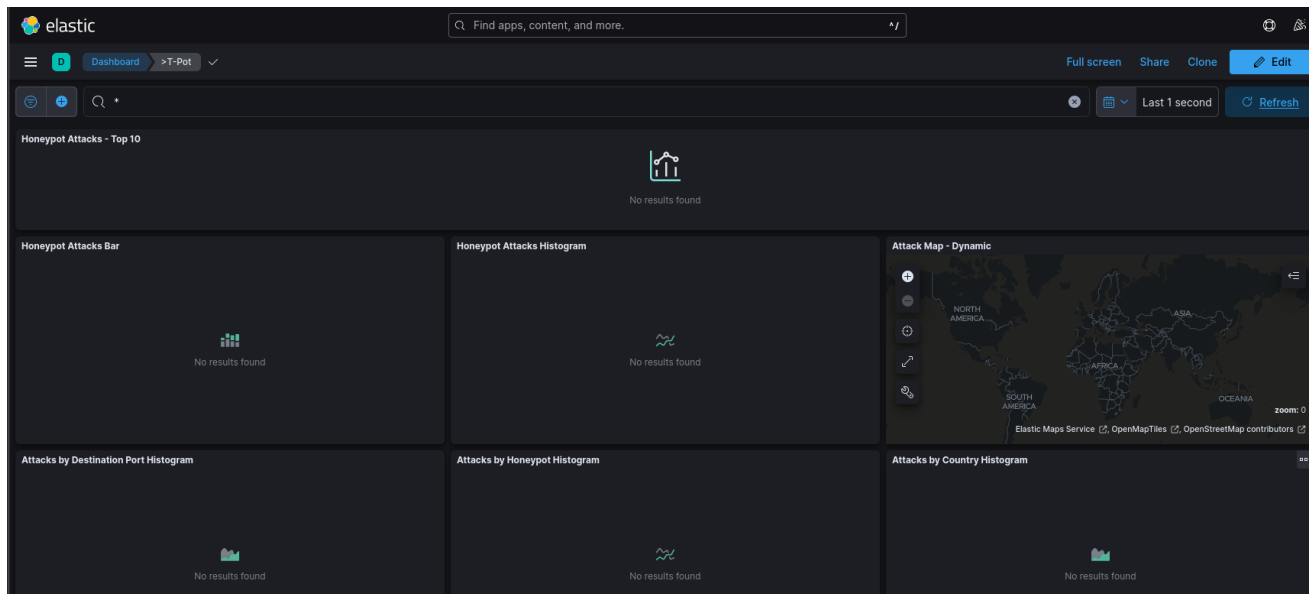 elastic
Find apps, content, and more.
^/
D
Dashboard
>T-Pot
Full screen
Share
Clone
Edit
*
Last 1 second
Refresh
Honeypot Attacks - Top 10
No results found
Honeypot Attacks Bar
No results found
Honeypot Attacks Histogram
No results found
Attack Map - Dynamic
NORTH
AMERICA
ASIA
AFRICA
SOUTH
AMERICA
OCEANIA
zoom: 0
Elastic Maps Service , OpenMapTiles , OpenStreetMap contributors
Attacks by Destination Port Histogram
No results found
Attacks by Honeypot Histogram
No results found
Attacks by Country Histogram
No results found